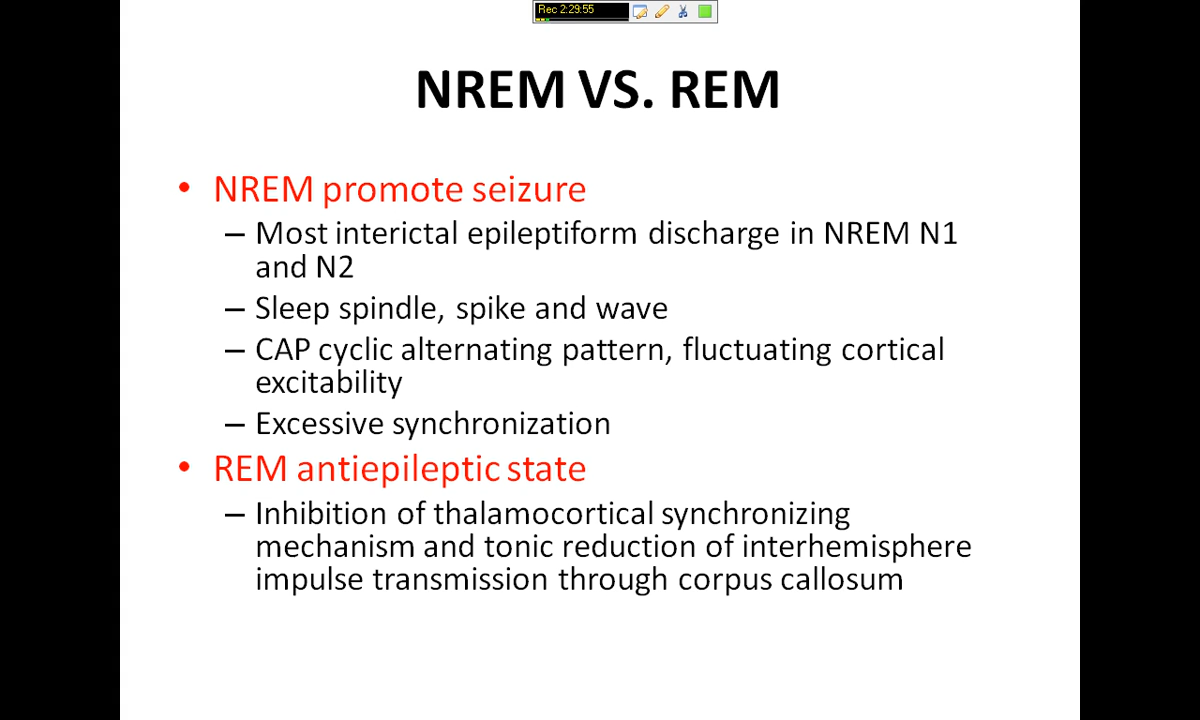 Rec 2:29:55
NREM VS. REM
• NREM promote seizure
– Most interictal epileptiform discharge in NREM N1
and N2
– Sleep spindle, spike and wave
– CAP cyclic alternating pattern, fluctuating cortical
excitability
– Excessive synchronization
• REM antiepileptic state
– Inhibition of thalamocortical synchronizing
mechanism and tonic reduction of interhemisphere
impulse transmission through corpus callosum